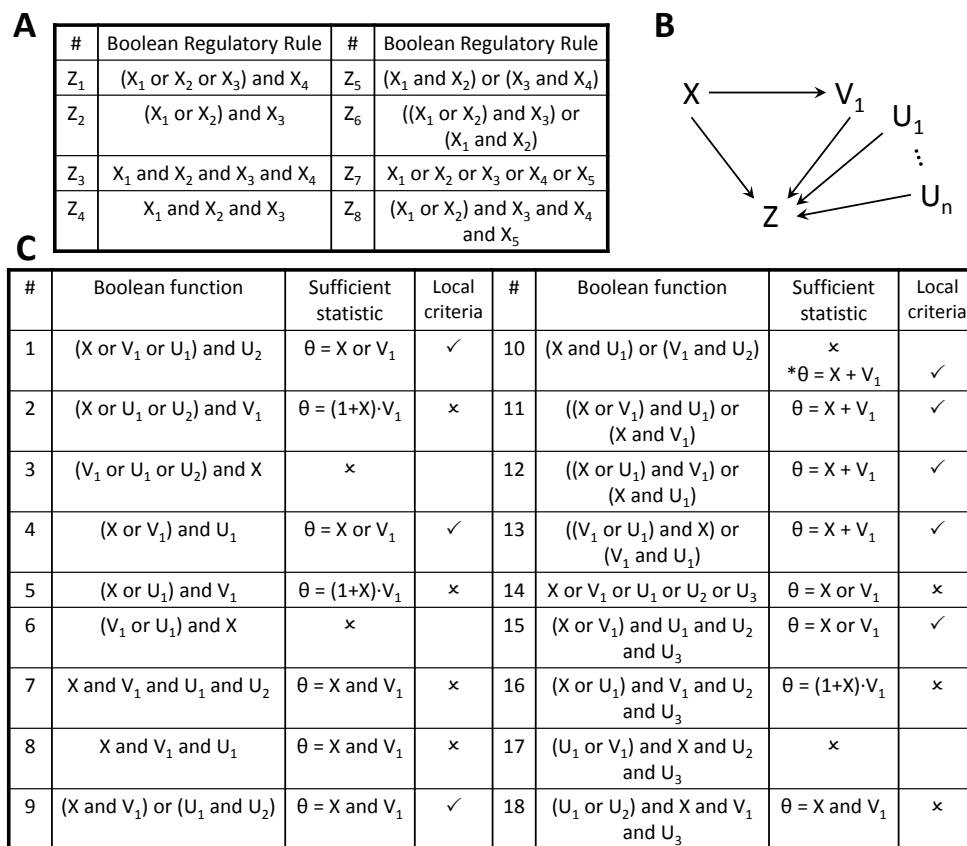 A
B
# Boolean Regulatory Rule # Boolean Regulatory Rule
Z1 (X1 or X2 or X3) and X4 Z5 (X1 and X2) or (X3 and X4)
Z2 (X1 or X2) and X3 Z6 ((X1 or X2) and X3) or
(X1 and X2)
Z3 X1 and X2 and X3 and X4 Z7 X1 or X2 or X3 or X4 or X5
Z4 X1 and X2 and X3 Z8 (X1 or X2) and X3 and X4
and X5
X V1
U1
⋮
Un
Z
C
# Boolean function Sufficient statistic Local criteria # Boolean function Sufficient statistic Local criteria
1 (X or V1 or U1) and U2 θ = X or V1 ✓ 10 (X and U1) or (V1 and U2) ×
*θ = X + V1 ✓
2 (X or U1 or U2) and V1 θ = (1+X)·V1 × 11 ((X or V1) and U1) or
(X and V1) θ = X + V1 ✓
3 (V1 or U1 or U2) and X × 12 ((X or U1) and V1) or
(X and U1) θ = X + V1 ✓
4 (X or V1) and U1 θ = X or V1 ✓ 13 ((V1 or U1) and X) or
(V1 and U1) θ = X + V1 ✓
5 (X or U1) and V1 θ = (1+X)·V1 × 14 X or V1 or U1 or U2 or U3 θ = X or V1 ×
6 (V1 or U1) and X × 15 (X or V1) and U1 and U2
and U3 θ = X or V1 ✓
7 X and V1 and U1 and U2 θ = X and V1 × 16 (X or U1) and V1 and U2
and U3 θ = (1+X)·V1 ×
8 X and V1 and U1 θ = X and V1 × 17 (U1 or V1) and X and U2
and U3 ×
9 (X and V1) or (U1 and U2) θ = X and V1 ✓ 18 (U1 or U2) and X and V1
and U3 θ = X and V1 ×